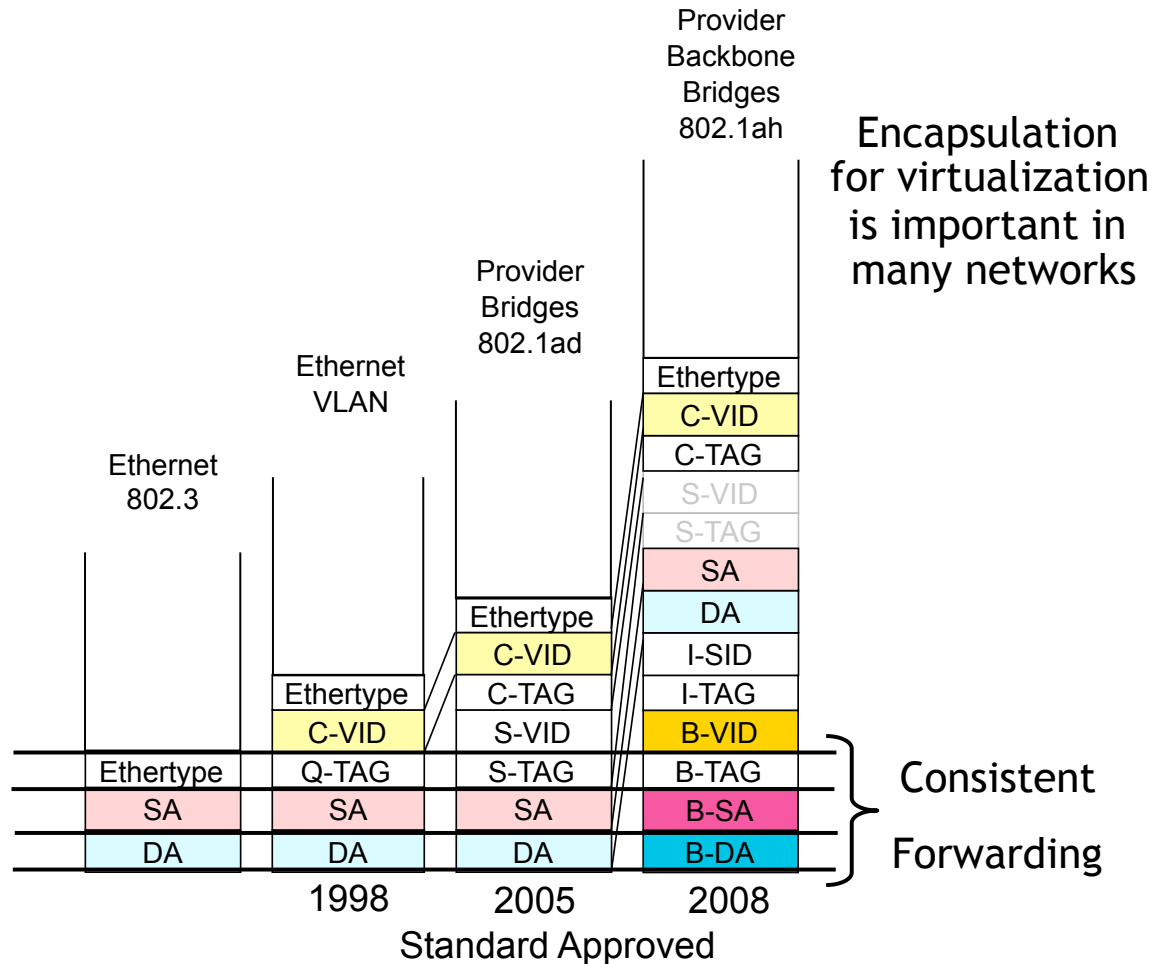 Provider
Backbone
Bridges
802.1ah
Encapsulation
for virtualization
is important in
many networks
Provider
Bridges
802.1ad
Ethernet
VLAN
Ethernet
802.3
Ethertype
SA
DA
Ethertype
C-VID
Q-TAG
SA
DA
Ethertype
C-VID
C-TAG
S-VID
S-TAG
SA
DA
Ethertype
C-VID
C-TAG
S-VID
S-TAG
SA
DA
I-SID
I-TAG
B-VID
B-TAG
B-SA
B-DA
Consistent
Forwarding
1998
2005
2008
Standard Approved